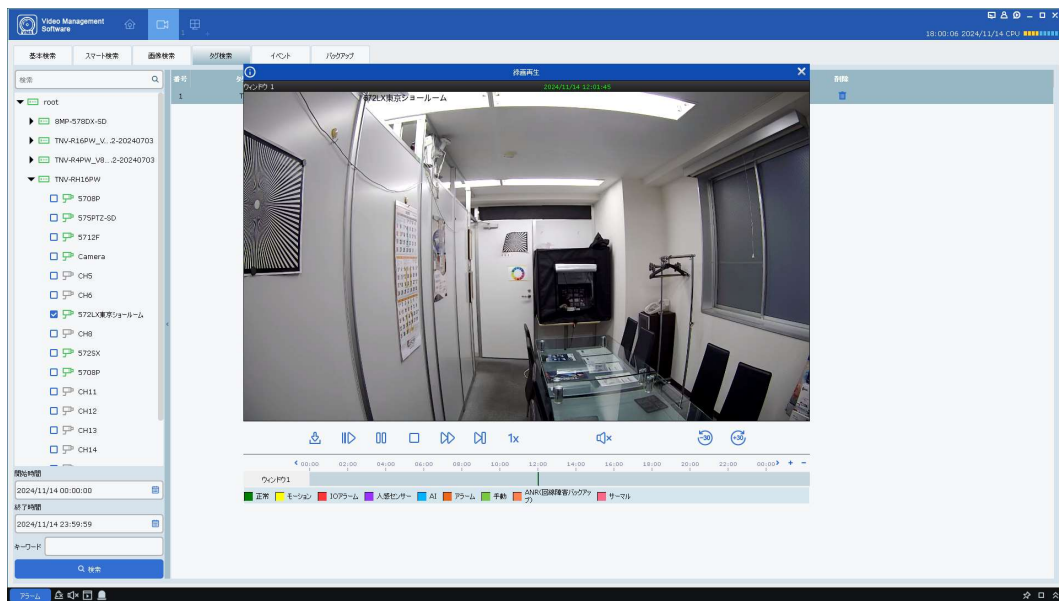 Video Management
Software
18:00:06 2024/11/14 CPU
基本検索 スマート検索 画像検索 タグ検索 イベント バックアップ
検索
番号
削除
1
root
8MP-578DX-SD
TNV-R16PW_V...2-20240703
TNV-R4PW_V8...2-20240703
TNV-RH16PW
5708P
575PTZ-SD
5712F
Camera
CH5
CH6
572LX東京ショールーム
CH8
572SX
5708P
CH11
CH12
CH13
CH14
開始時間
2024/11/14 00:00:00
終了時間
2024/11/14 23:59:59
キーワード
検索
録画再生
ウィンドウ 1
2024/11/14 12:01:45
572LX東京ショールーム
1x
-30
+30
00:00 02:00 04:00 06:00 08:00 10:00 12:00 14:00 16:00 18:00 20:00 22:00 00:00 + −
ウィンドウ1
正常 モーション IOアラーム 人感センサー AI アラーム 手動 ANR(回線障害バックアップ) サーマル
アラーム